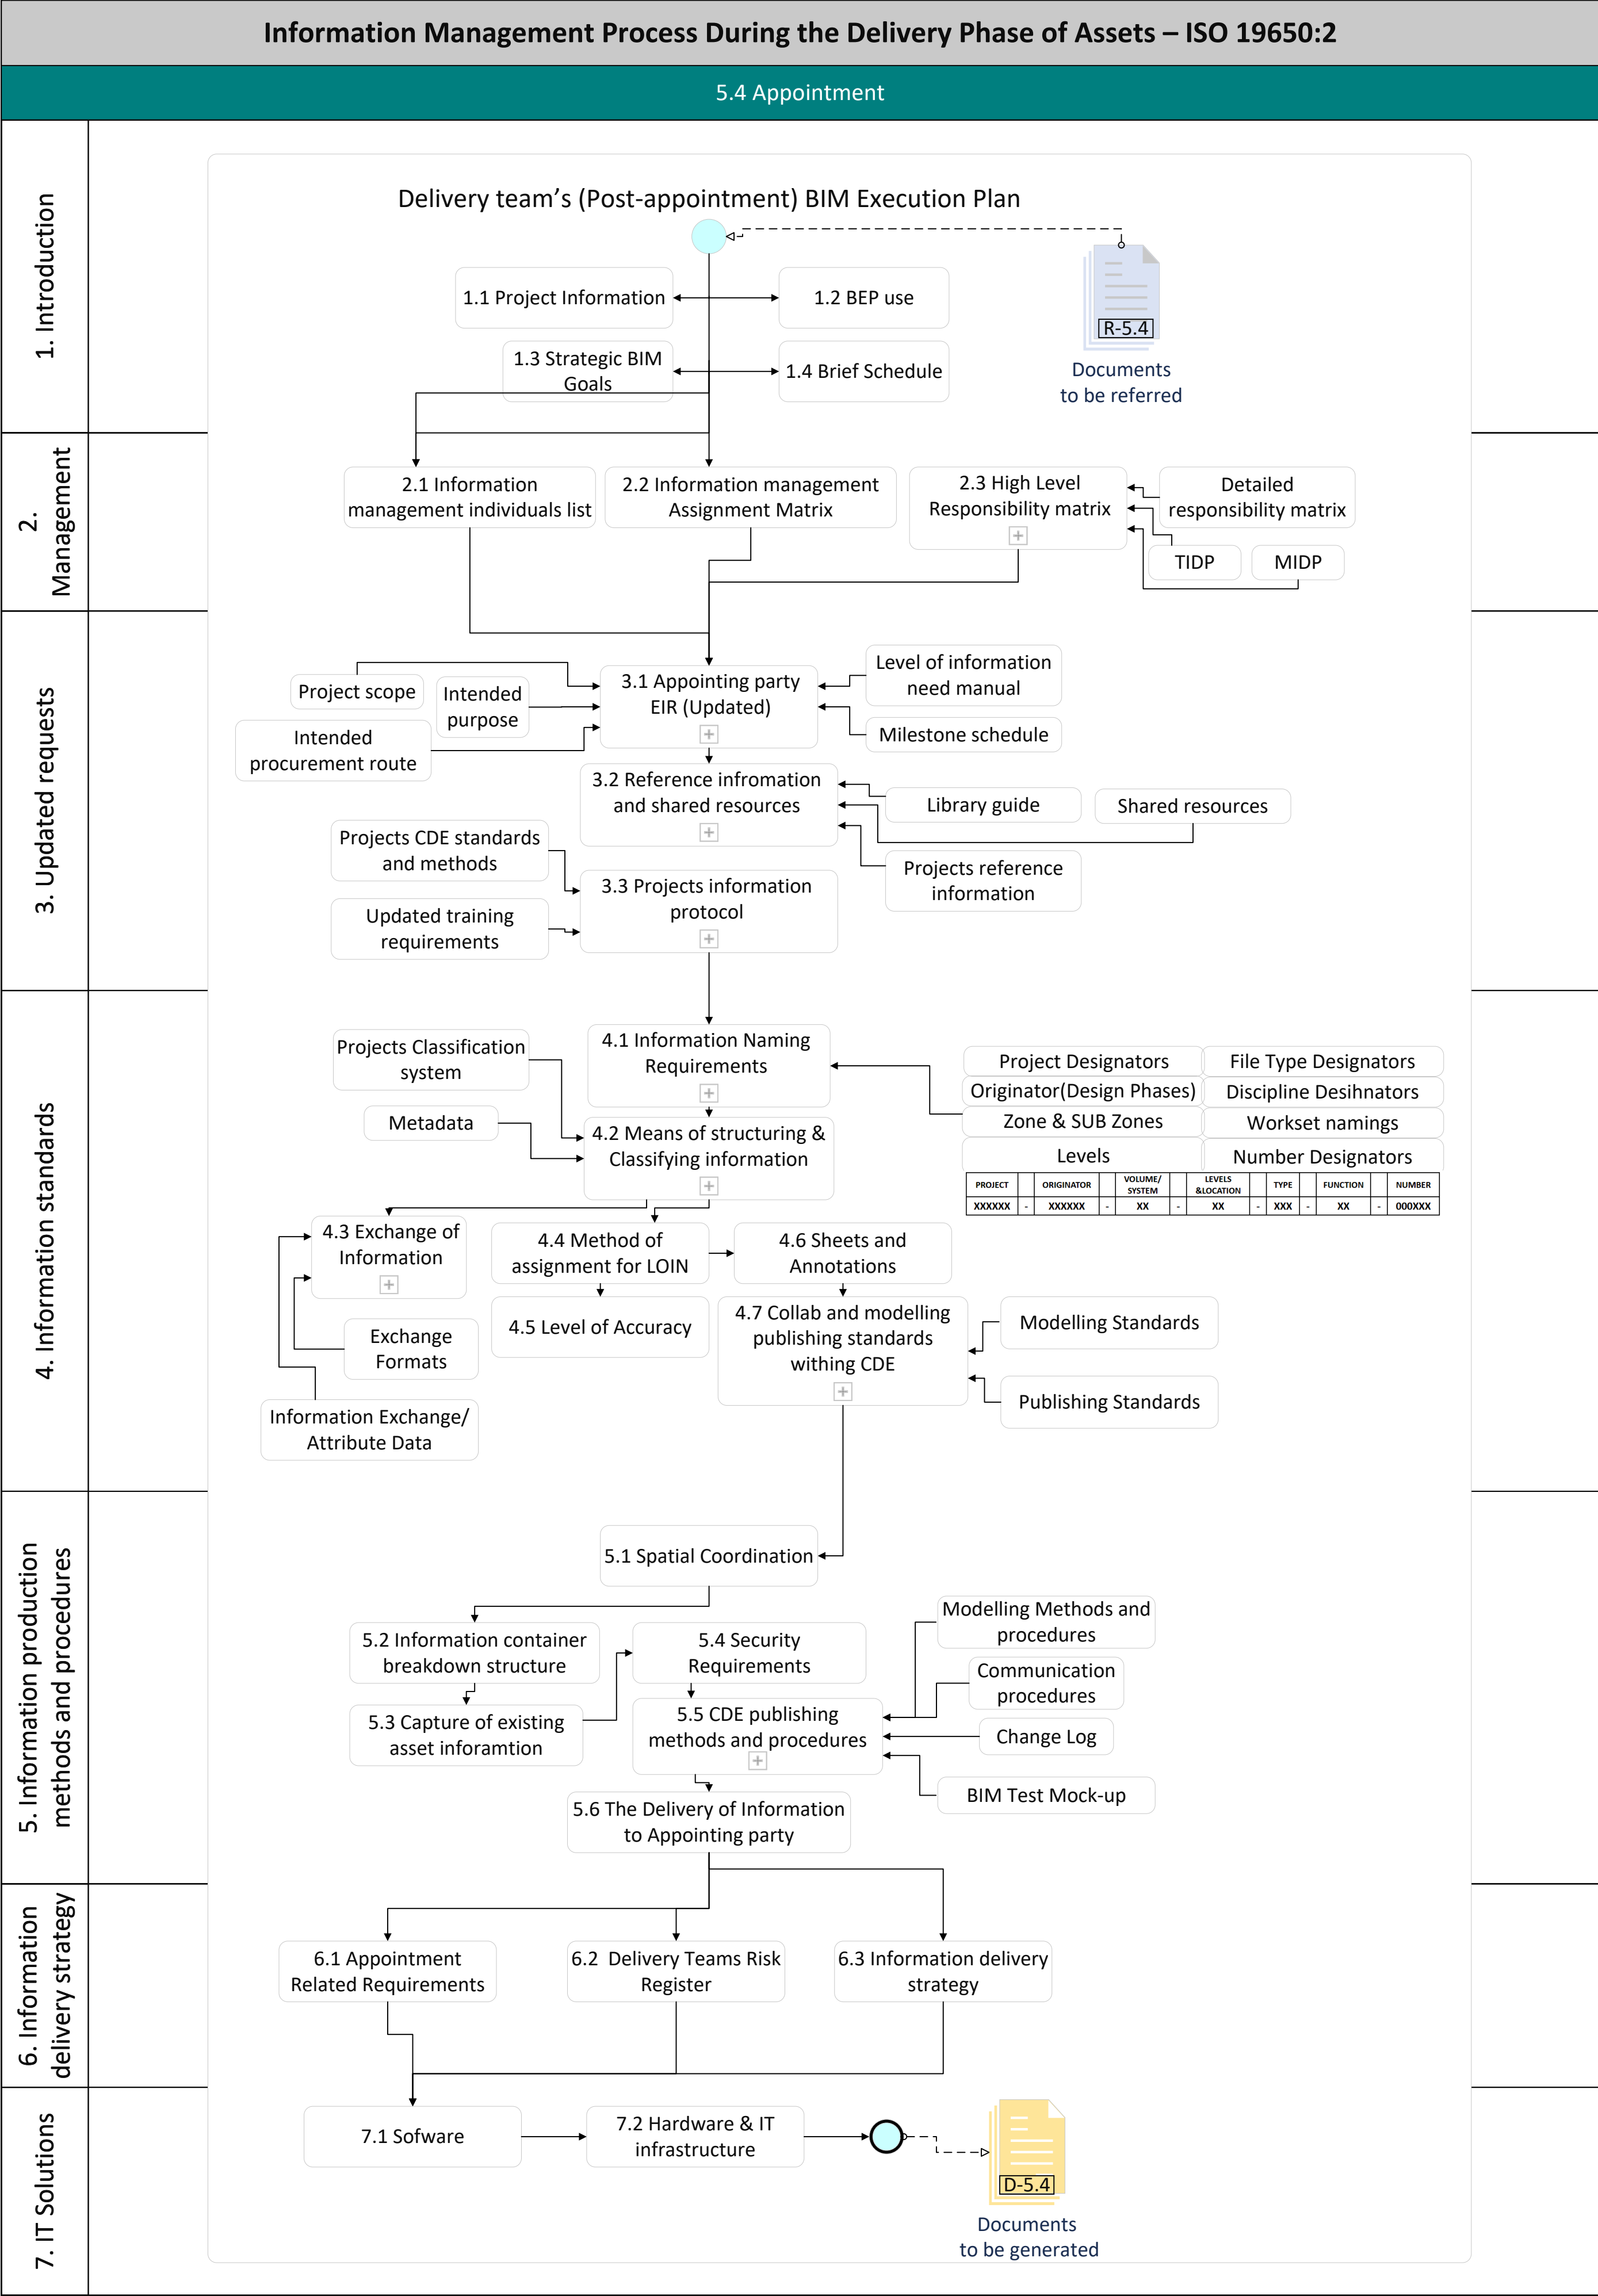 Information Management Process During the Delivery Phase of Assets – ISO 19650:2
5.4 Appointment
1. Introduction
Delivery team's (Post-appointment) BIM Execution Plan
1.1 Project Information
1.2 BEP use
R-5.4
Documents
to be referred
1.3 Strategic BIM
Goals
1.4 Brief Schedule
2.
Management
2.1 Information
management individuals list
2.2 Information management
Assignment Matrix
2.3 High Level
Responsibility matrix
Detailed
responsibility matrix
TIDP
MIDP
3. Updated requests
Project scope
Intended
purpose
Intended
procurement route
3.1 Appointing party
EIR (Updated)
Level of information
need manual
Milestone schedule
3.2 Reference infromation
and shared resources
Library guide
Shared resources
Projects reference
information
Projects CDE standards
and methods
Updated training
requirements
3.3 Projects information
protocol
4. Information standards
Projects Classification
system
Metadata
4.1 Information Naming
Requirements
4.2 Means of structuring &
Classifying information
Project Designators
File Type Designators
Originator(Design Phases)
Discipline Desihnators
Zone & SUB Zones
Workset namings
Levels
Number Designators
PROJECT ORIGINATOR VOLUME/ SYSTEM LEVELS &LOCATION TYPE FUNCTION NUMBER
XXXXXX - XXXXXX - XX - XX - XXX - XX - 000XXX
4.3 Exchange of
Information
4.4 Method of
assignment for LOIN
4.6 Sheets and
Annotations
4.5 Level of Accuracy
4.7 Collab and modelling
publishing standards
withing CDE
Modelling Standards
Publishing Standards
Exchange
Formats
Information Exchange/
Attribute Data
5. Information production
methods and procedures
5.1 Spatial Coordination
5.2 Information container
breakdown structure
5.3 Capture of existing
asset inforamtion
5.4 Security
Requirements
5.5 CDE publishing
methods and procedures
Modelling Methods and
procedures
Communication
procedures
Change Log
BIM Test Mock-up
5.6 The Delivery of Information
to Appointing party
6. Information
delivery strategy
6.1 Appointment
Related Requirements
6.2 Delivery Teams Risk
Register
6.3 Information delivery
strategy
7. IT Solutions
7.1 Sofware
7.2 Hardware & IT
infrastructure
D-5.4
Documents
to be generated